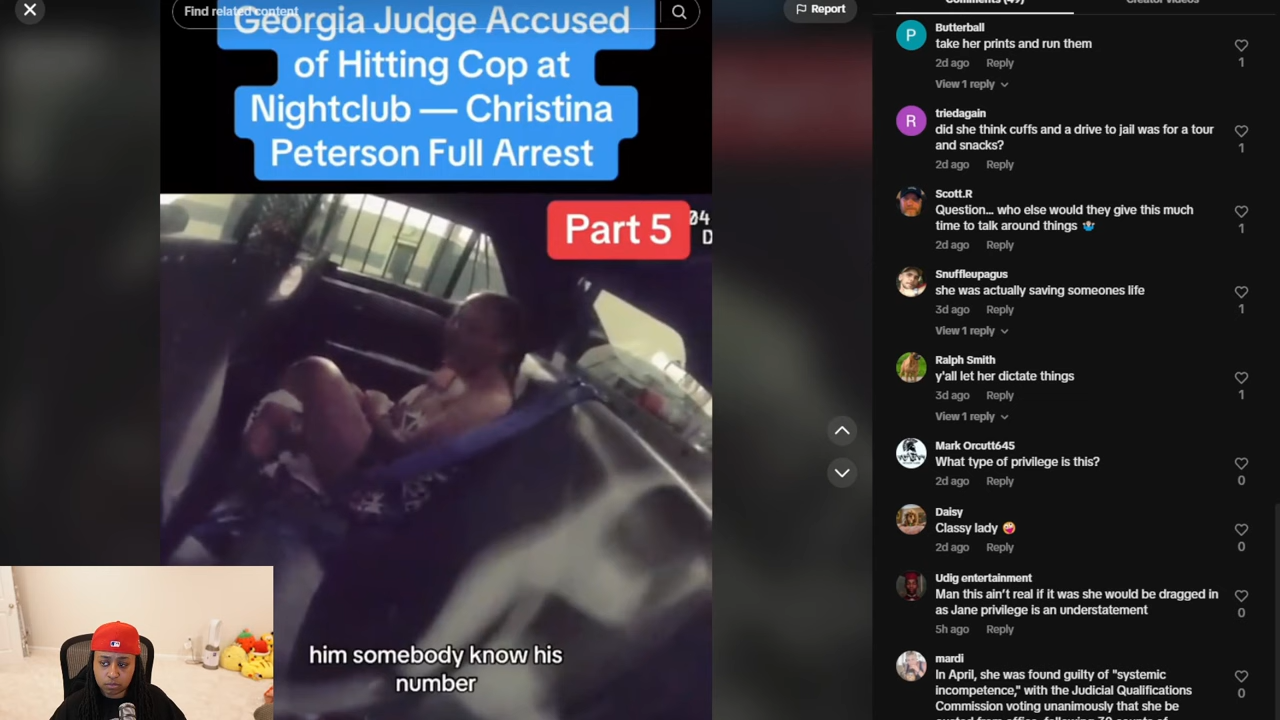 Find related content
Report
Georgia Judge Accused
of Hitting Cop at
Nightclub — Christina
Peterson Full Arrest
Part 5
04
D
him somebody know his
number
Comments (49)
Creator videos
P
Butterball
take her prints and run them
2d ago Reply
1
View 1 reply
R
triedagain
did she think cuffs and a drive to jail was for a tour
and snacks?
1
2d ago Reply
Scott.R
Question... who else would they give this much
time to talk around things 🤷
1
2d ago Reply
Snuffleupagus
she was actually saving someones life
3d ago Reply
1
View 1 reply
Ralph Smith
y'all let her dictate things
3d ago Reply
1
View 1 reply
Mark Orcutt645
What type of privilege is this?
2d ago Reply
0
Daisy
Classy lady 🤪
2d ago Reply
0
Udig entertainment
Man this ain't real if it was she would be dragged in
as Jane privilege is an understatement
0
5h ago Reply
mardi
In April, she was found guilty of "systemic
incompetence," with the Judicial Qualifications
0
Commission voting unanimously that she be